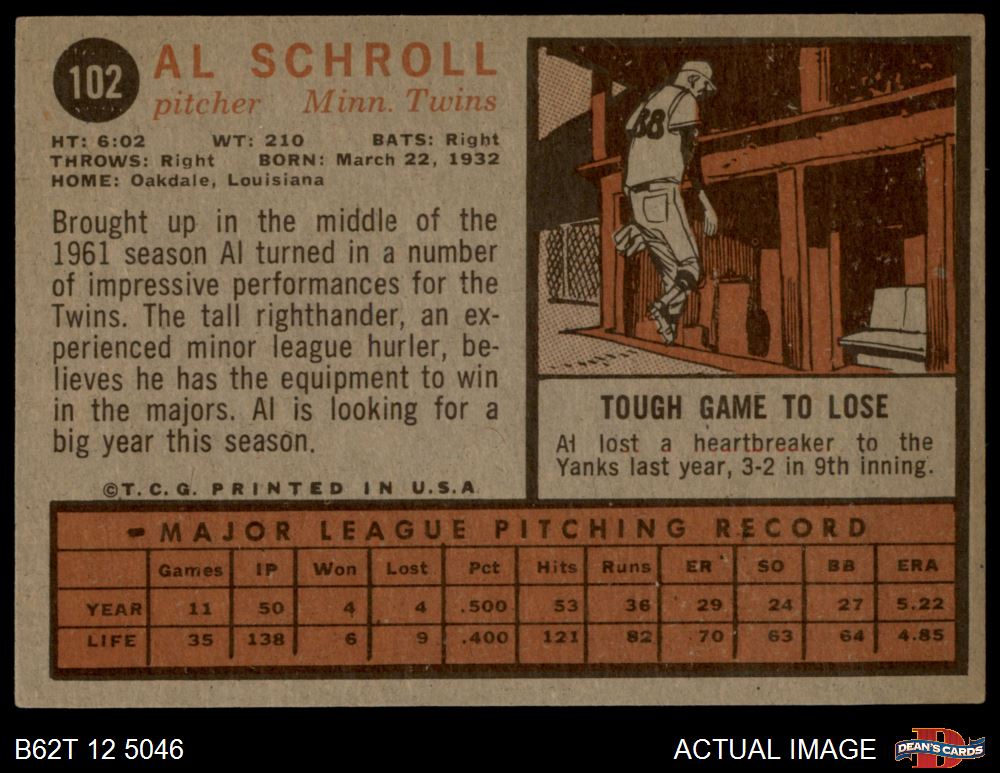 102
AL SCHROLL
pitcher Minn. Twins
HT: 6:02 WT: 210 BATS: Right
THROWS: Right BORN: March 22, 1932
HOME: Oakdale, Louisiana
Brought up in the middle of the
1961 season Al turned in a number
of impressive performances for the
Twins. The tall righthander, an ex-
perienced minor league hurler, be-
lieves he has the equipment to win
in the majors. Al is looking for a
big year this season.
©T. C. G. PRINTED IN U.S.A.
38
TOUGH GAME TO LOSE
Al lost a heartbreaker to the
Yanks last year, 3-2 in 9th inning.
MAJOR LEAGUE PITCHING RECORD
Games IP Won Lost Pct Hits Runs ER SO BB ERA
YEAR 11 50 4 4 .500 53 36 29 24 27 5.22
LIFE 35 138 6 9 .400 121 82 70 63 64 4.85
B62T 12 5046
ACTUAL IMAGE
D
DEAN'S CARDS